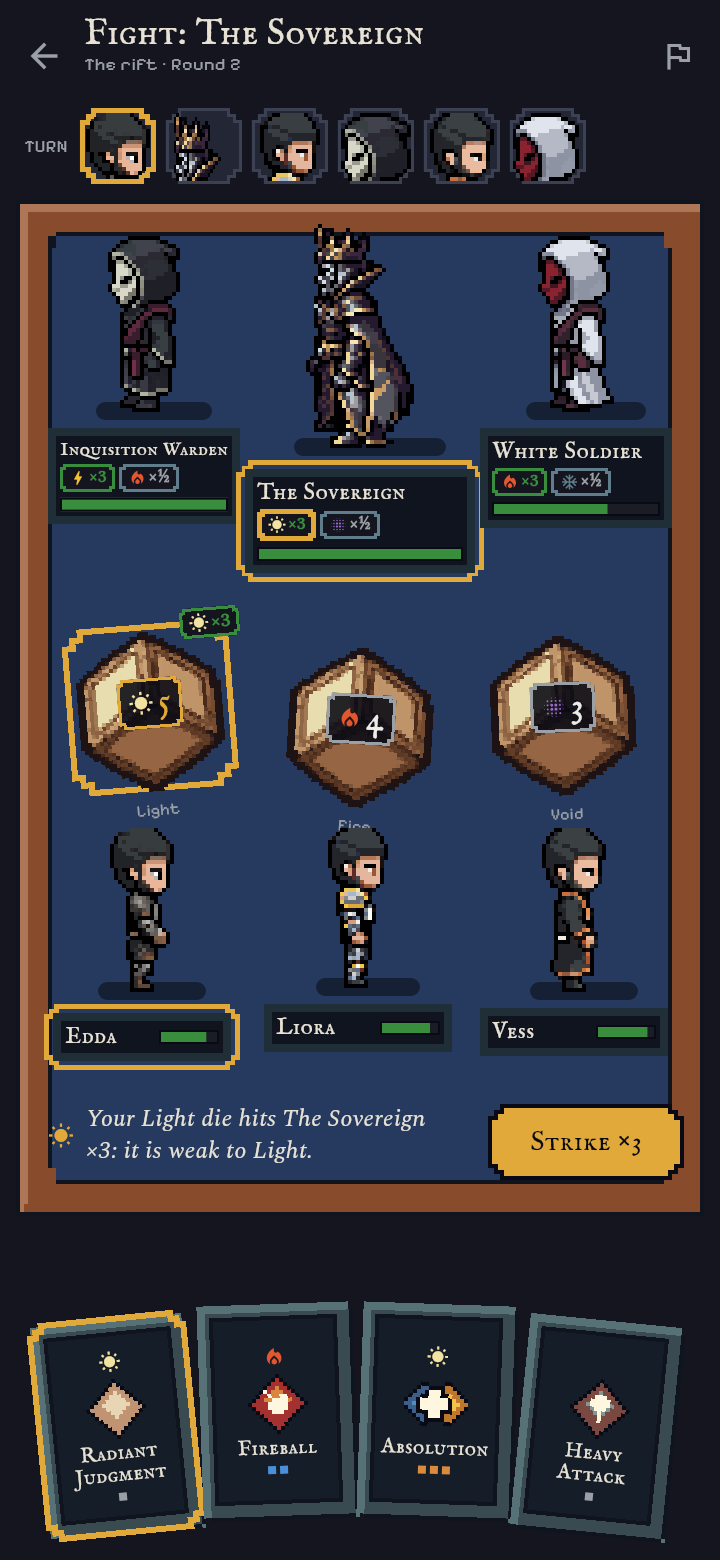 Fight: The Sovereign
The rift · Round 2
TURN
Inquisition Warden
×3 ×½
The Sovereign
×3 ×½
White Soldier
×3 ×½
×3
5
4
3
Light
Fire
Void
Edda
Liora
Vess
Your Light die hits The Sovereign
×3: it is weak to Light.
Strike ×3
Radiant
Judgment
Fireball
Absolution
Heavy
Attack